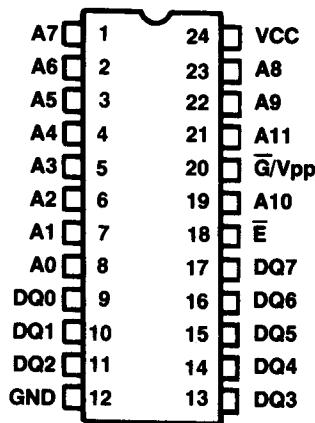 A7 1 24 VCC
A6 2 23 A8
A5 3 22 A9
A4 4 21 A11
A3 5 20 G̅/Vpp
A2 6 19 A10
A1 7 18 E̅
A0 8 17 DQ7
DQ0 9 16 DQ6
DQ1 10 15 DQ5
DQ2 11 14 DQ4
GND 12 13 DQ3